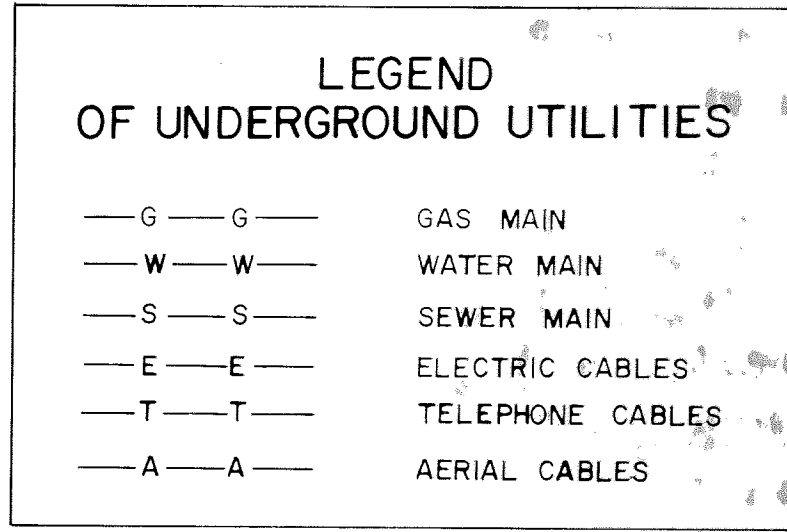 LEGEND
OF UNDERGROUND UTILITIES
G G GAS MAIN
W W WATER MAIN
S S SEWER MAIN
E E ELECTRIC CABLES
T T TELEPHONE CABLES
A A AERIAL CABLES